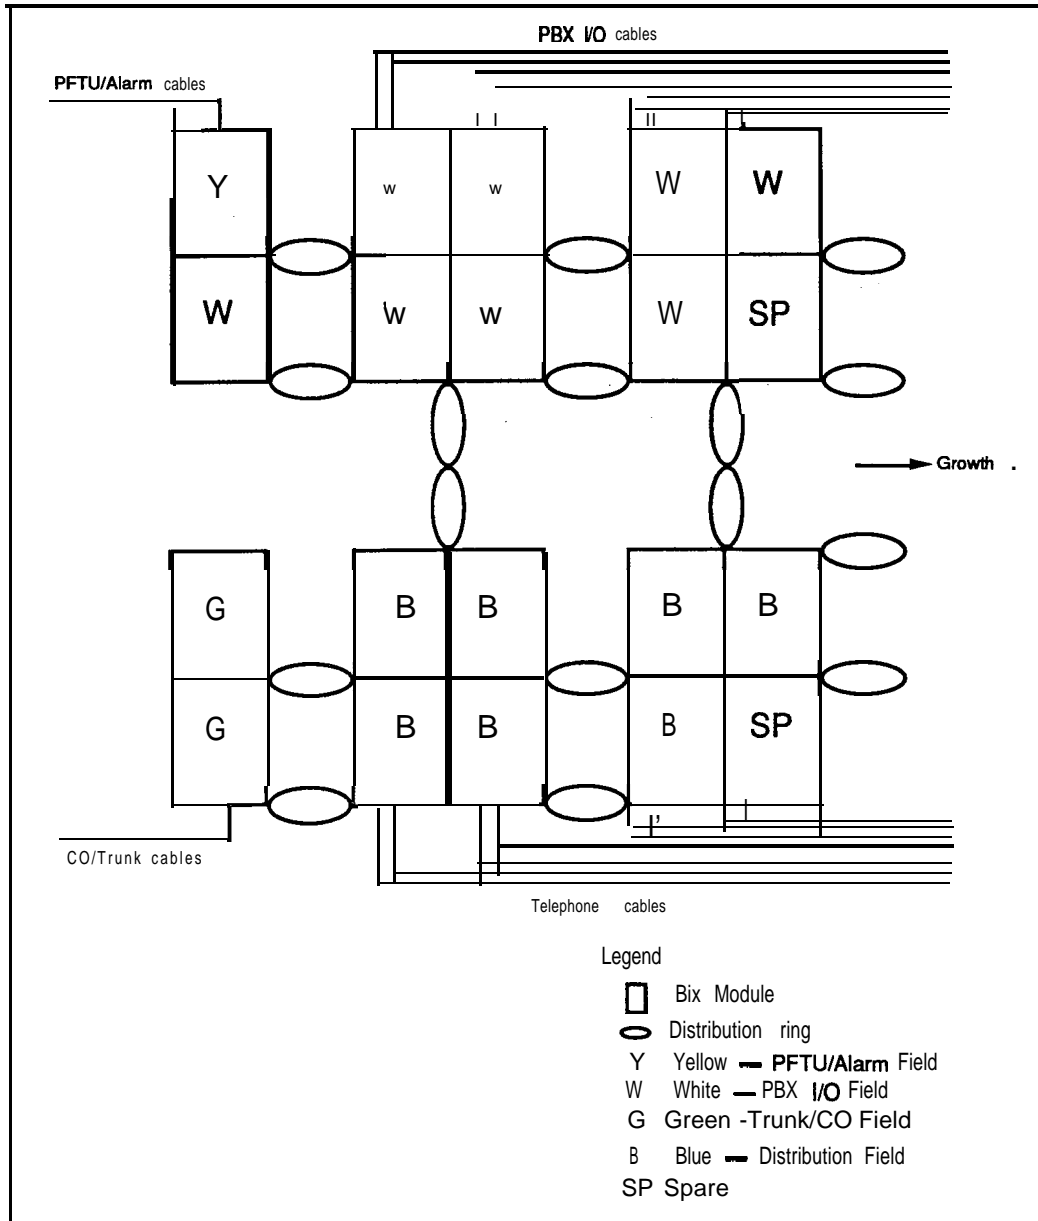 PBX I/O cables
PFTU/Alarm cables
Y w w W W
W w w W SP
Growth .
G B B B B
G B B B SP
CO/Trunk cables
Telephone cables
Legend
Bix Module
Distribution ring
Y Yellow — PFTU/Alarm Field
W White — PBX I/O Field
G Green -Trunk/CO Field
B Blue — Distribution Field
SP Spare